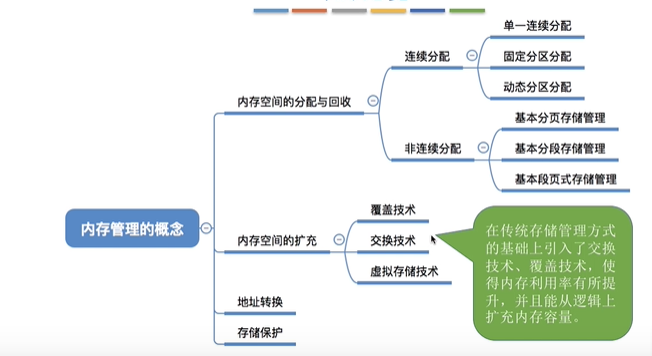 单一连续分配
连续分配
固定分区分配
动态分区分配
内存空间的分配与回收
基本分页存储管理
非连续分配
基本分段存储管理
基本段页式存储管理
内存管理的概念
覆盖技术
内存空间的扩充
交换技术
虚拟存储技术
地址转换
存储保护
在传统存储管理方式
的基础上引入了交换
技术、覆盖技术，使
得内存利用率有所提
升，并且能从逻辑上
扩充内存容量。